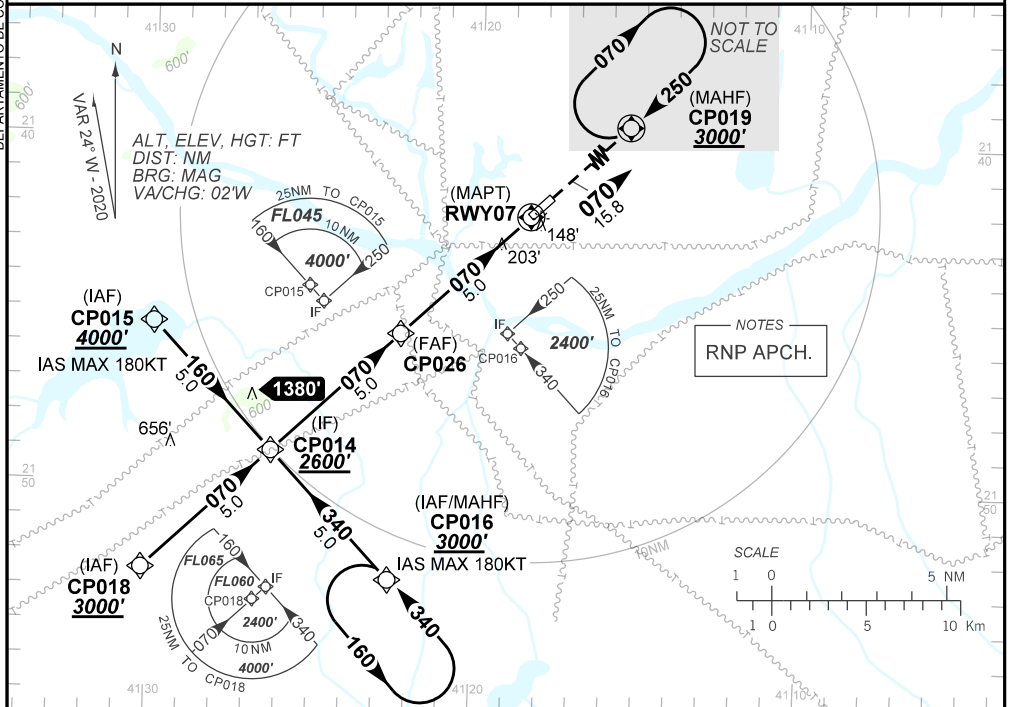 41 30
41 20
41 10
N
600'
600'
VAR 24° W - 2020
21
40
ALT, ELEV, HGT: FT
DIST: NM
BRG: MAG
VA/CHG: 02'W
070
250
NOT TO
SCALE
(MAHF)
CP019
3000'
21
40
25NM TO CP015
FL045
10 NM
4000'
160
250
CP015
IF
(MAPT)
RWY07
148'
203'
070
15.8
070
5.0
(IAF)
CP015
4000'
IAS MAX 180KT
160
5.0
(FAF)
CP026
070
5.0
250
IF
CP016
2400'
340
25NM TO CP016
NOTES
RNP APCH.
1380'
600'
656'
(IF)
CP014
2600'
21
50
21
50
070
5.0
340
5.0
(IAF/MAHF)
CP016
3000'
IAS MAX 180KT
10NM
(IAF)
CP018
3000'
160
FL065
FL060
IF
CP018
2400'
070
340
10 NM
4000'
25NM TO CP018
340
160
SCALE
1 0 5 NM
1 0 5 10 Km
41 30
41 20
41 10